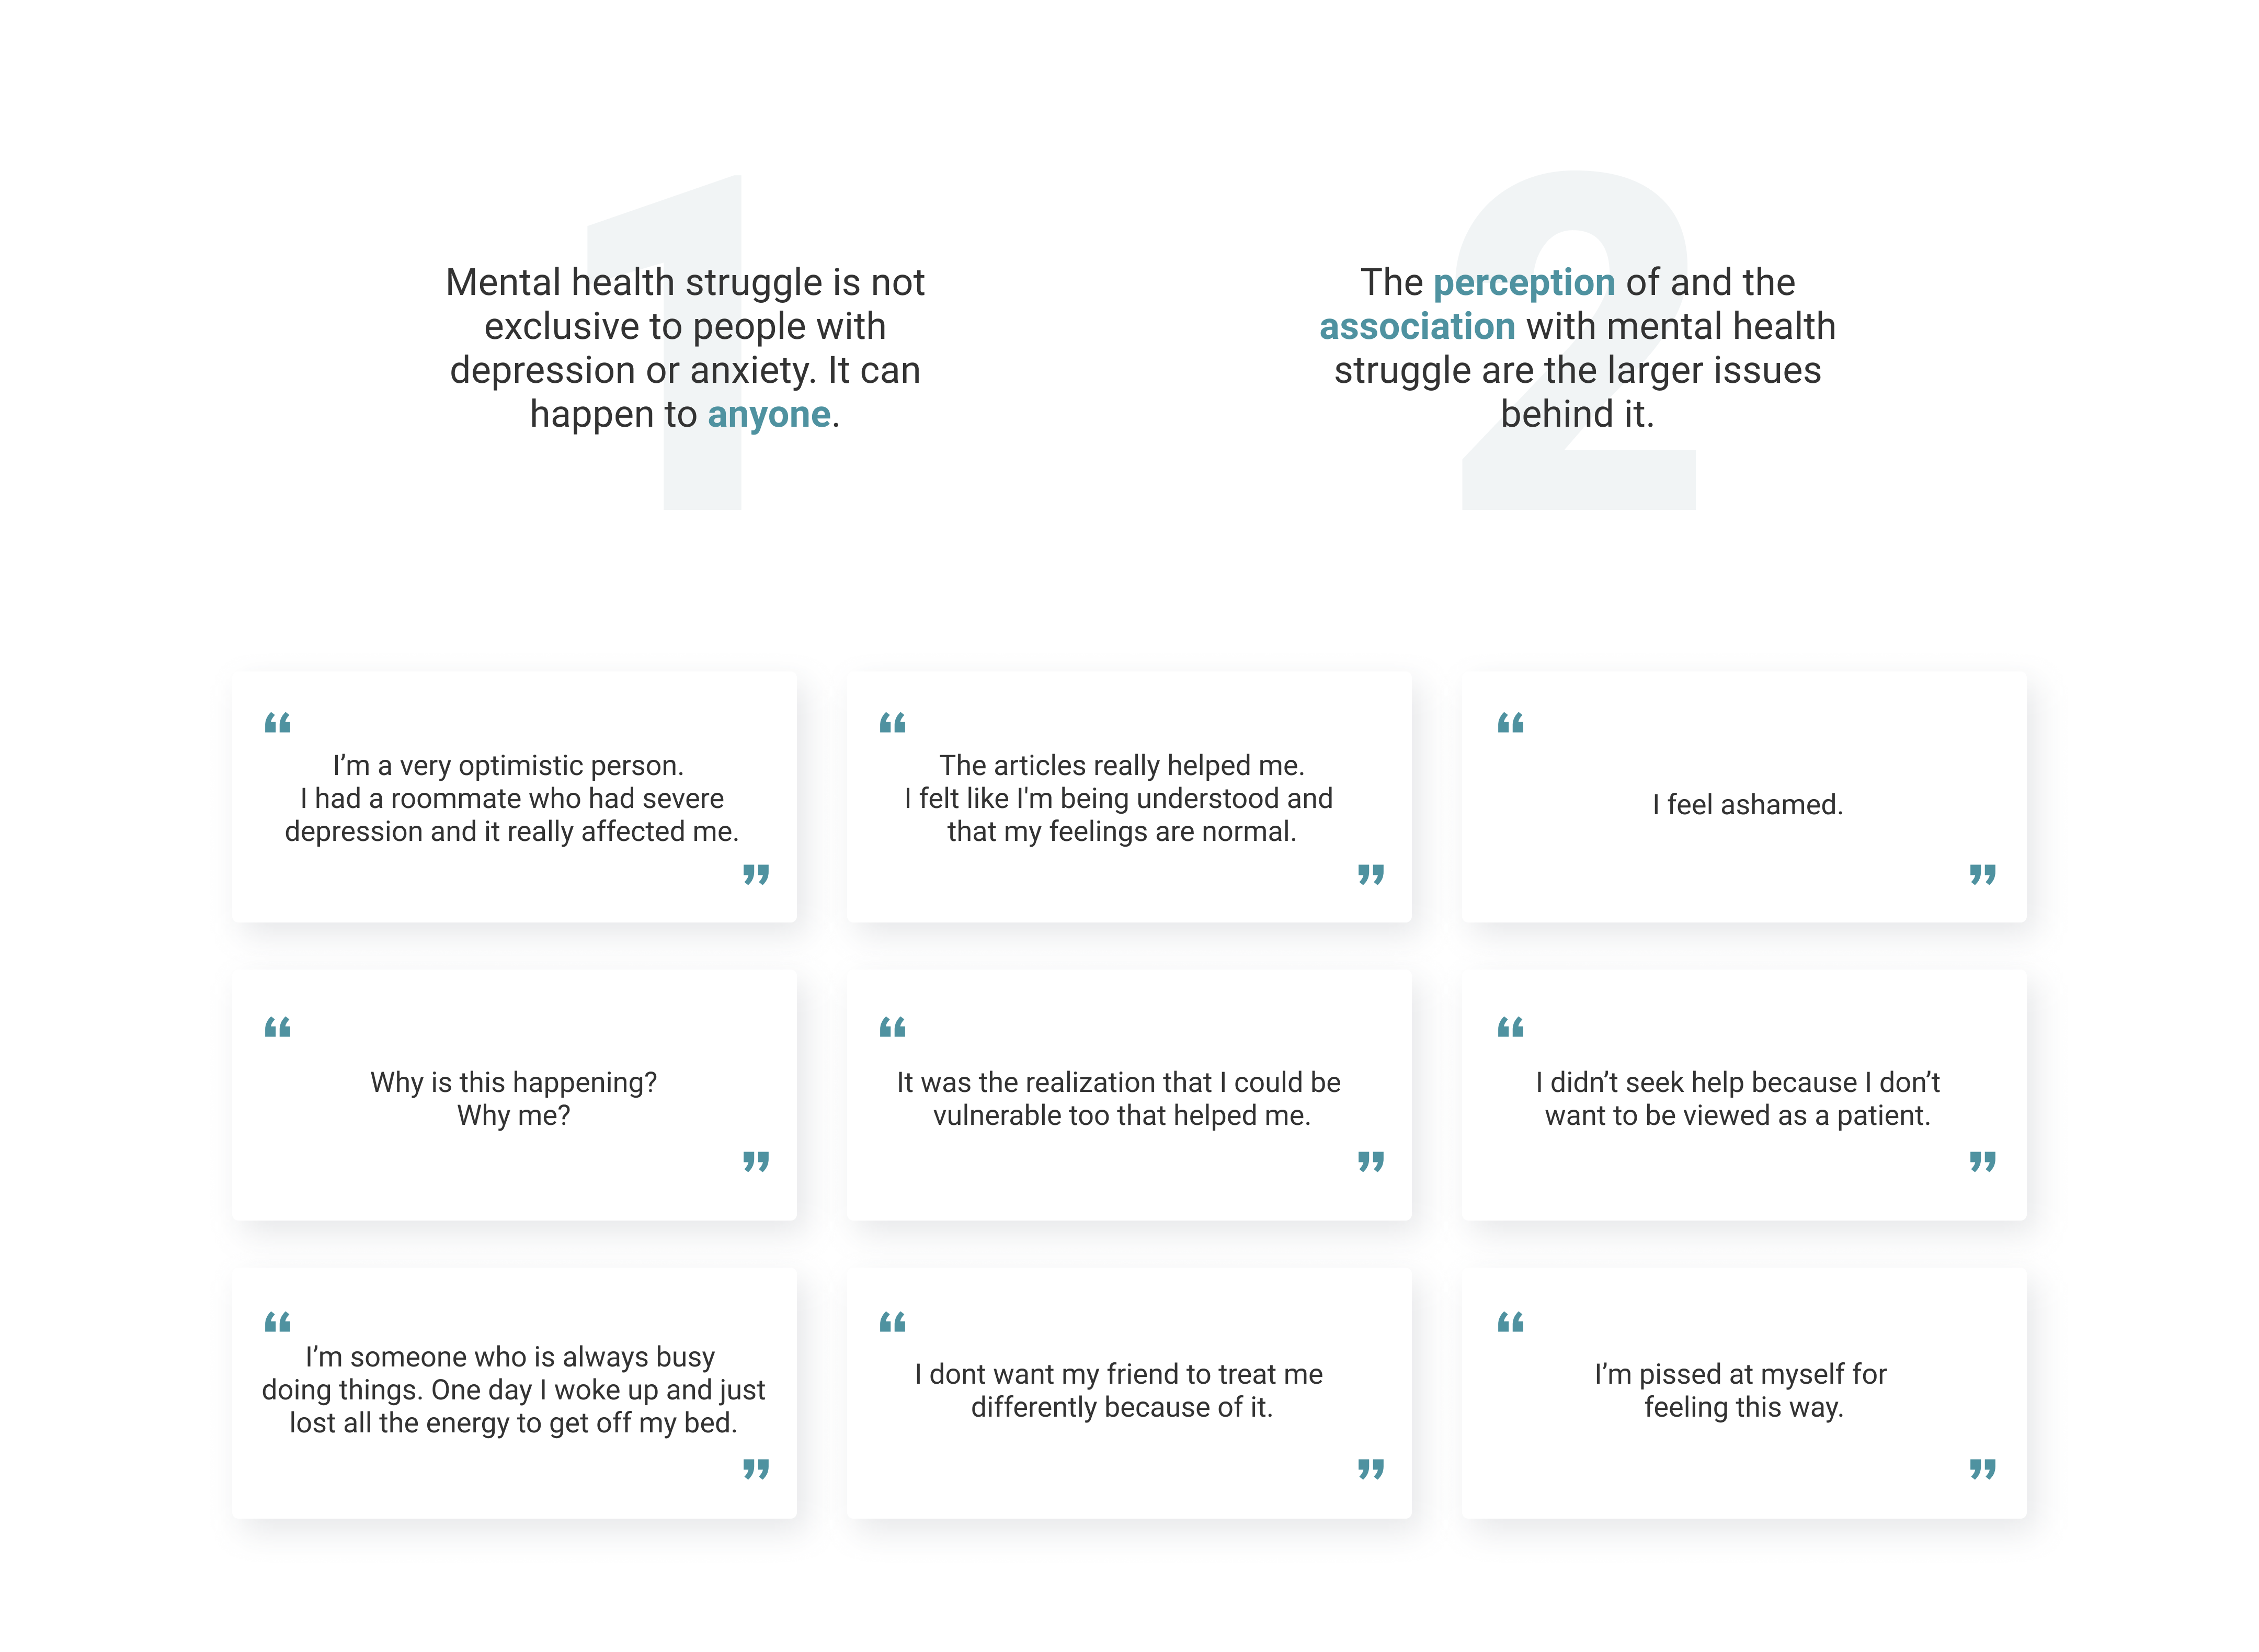 1
Mental health struggle is not
exclusive to people with
depression or anxiety. It can
happen to anyone.
2
The perception of and the
association with mental health
struggle are the larger issues
behind it.
“
I’m a very optimistic person.
I had a roommate who had severe
depression and it really affected me.
”
“
The articles really helped me.
I felt like I'm being understood and
that my feelings are normal.
”
“
I feel ashamed.
”
“
Why is this happening?
Why me?
”
“
It was the realization that I could be
vulnerable too that helped me.
”
“
I didn’t seek help because I don’t
want to be viewed as a patient.
”
“
I’m someone who is always busy
doing things. One day I woke up and just
lost all the energy to get off my bed.
”
“
I dont want my friend to treat me
differently because of it.
”
“
I’m pissed at myself for
feeling this way.
”